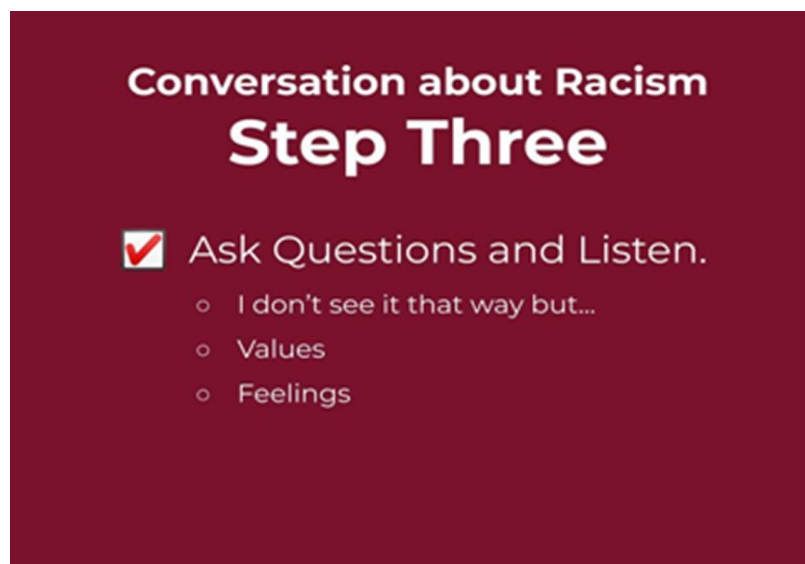 Conversation about Racism
Step Three
Ask Questions and Listen.
I don't see it that way but...
Values
Feelings